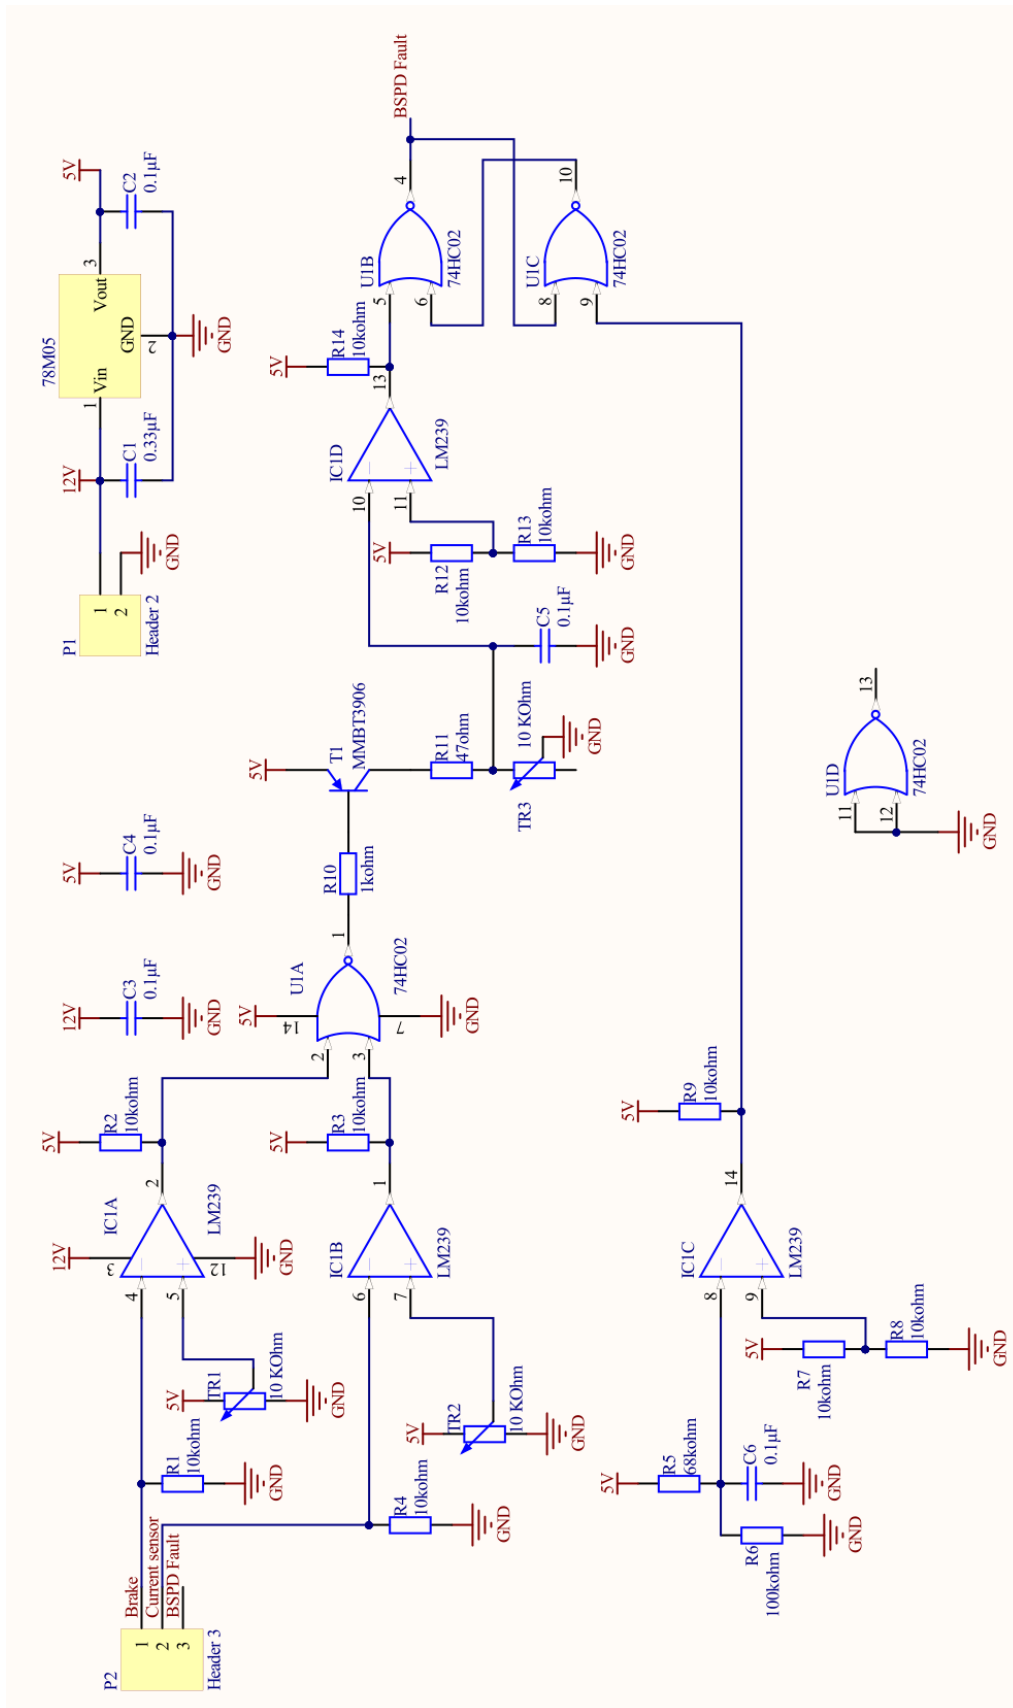 P1
1
2
Header 2
12V
C1
0.33µF
GND
78M05
1
Vin
Vout
3
GND
2
GND
5V
C2
0.1µF
12V
C3
0.1µF
GND
5V
C4
0.1µF
GND
P2
1
2
3
Header 3
Brake
Current sensor
BSPD Fault
R1
10kohm
GND
5V
TR1
10 KOhm
GND
4
5
12V
3
12
GND
IC1A
LM239
2
5V
R2
10kohm
R4
10kohm
GND
5V
TR2
10 KOhm
GND
6
7
IC1B
LM239
1
5V
R3
10kohm
2
3
5V
14
7
GND
U1A
74HC02
1
R10
1kohm
5V
T1
MMBT3906
R11
47ohm
TR3
10 KOhm
GND
C5
0.1µF
GND
5V
R12
10kohm
R13
10kohm
GND
10
11
IC1D
LM239
13
5V
R14
10kohm
5
6
U1B
74HC02
4
BSPD Fault
8
9
U1C
74HC02
10
R6
100kohm
GND
5V
R5
68kohm
C6
0.1µF
GND
5V
R7
10kohm
R8
10kohm
GND
8
9
IC1C
LM239
14
5V
R9
10kohm
11
12
GND
U1D
74HC02
13